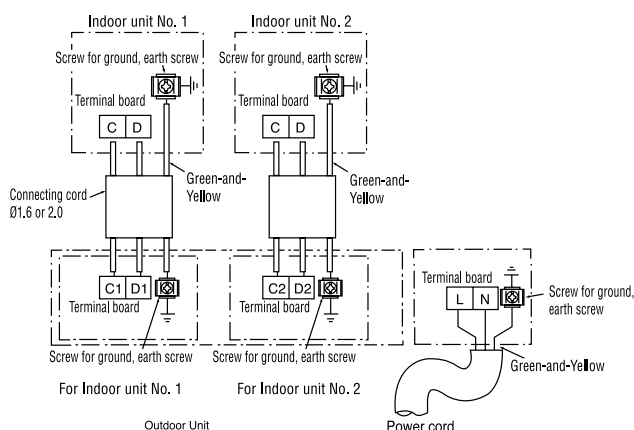 Indoor unit No. 1
Indoor unit No. 2
Screw for ground, earth screw
Screw for ground, earth screw
Terminal board
Terminal board
C D
C D
Green-and-
Yellow
Green-and-
Yellow
Connecting cord
Ø1.6 or 2.0
C1 D1
C2 D2
Terminal board
Terminal board
Terminal board
L N
Screw for ground,
earth screw
Screw for ground, earth screw
Screw for ground, earth screw
Green-and-Yellow
For Indoor unit No. 1
For Indoor unit No. 2
Outdoor Unit
Power cord